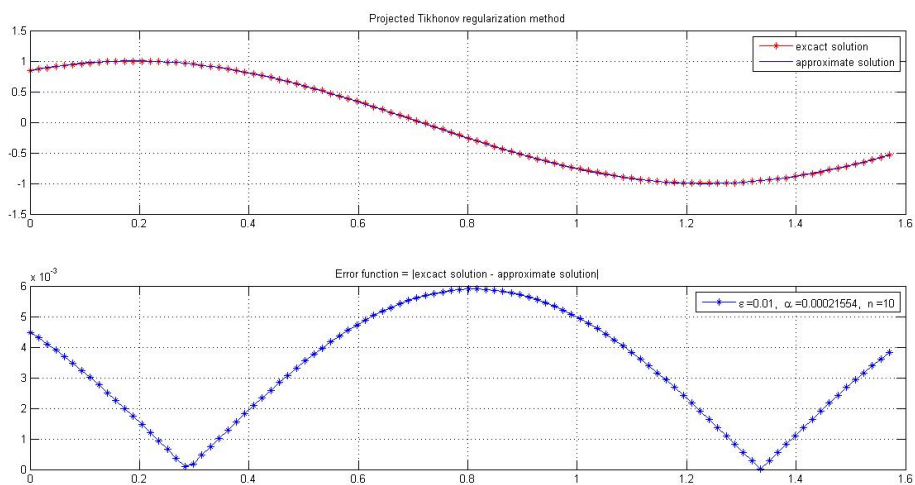 Projected Tikhonov regularization method
1.5
excact solution
approximate solution
1
0.5
0
-0.5
-1
-1.5
0 0.2 0.4 0.6 0.8 1 1.2 1.4 1.6
x 10^-3
Error function = |excact solution - approximate solution|
6
ε=0.01, α=0.00021554, n=10
5
4
3
2
1
0
0 0.2 0.4 0.6 0.8 1 1.2 1.4 1.6